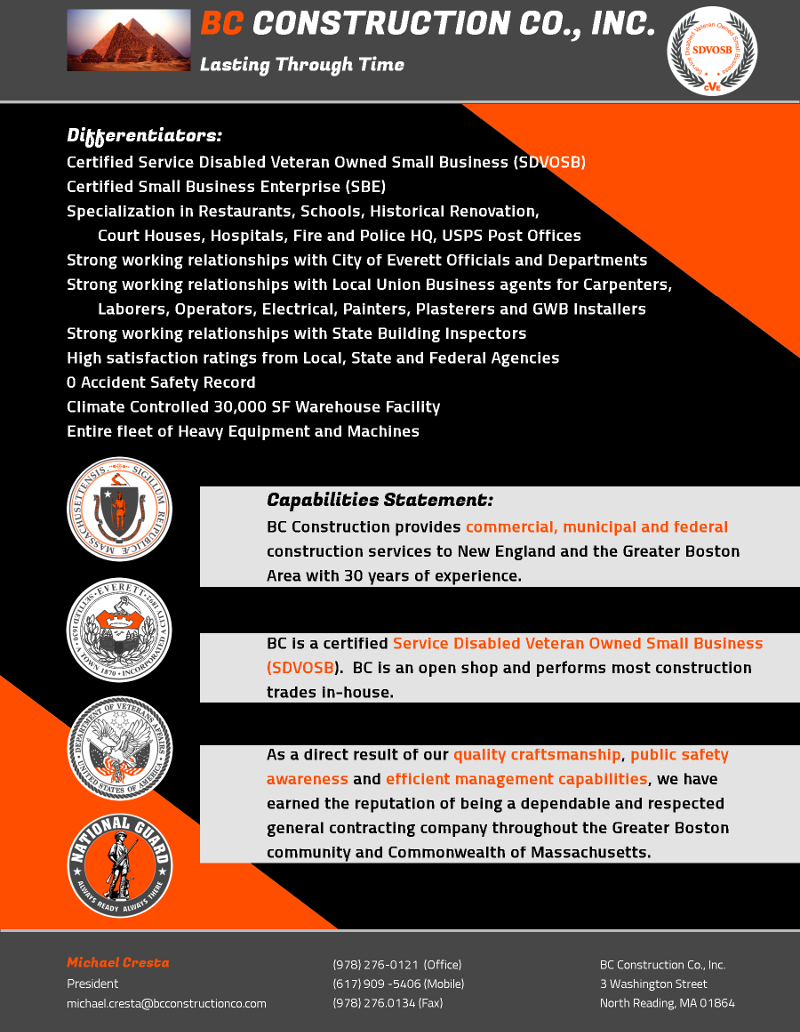 BC CONSTRUCTION CO., INC.
Lasting Through Time
Service Disabled Veteran Owned Small Business
SDVOSB
CVE
Differentiators:
Certified Service Disabled Veteran Owned Small Business (SDVOSB)
Certified Small Business Enterprise (SBE)
Specialization in Restaurants, Schools, Historical Renovation,
Court Houses, Hospitals, Fire and Police HQ, USPS Post Offices
Strong working relationships with City of Everett Officials and Departments
Strong working relationships with Local Union Business agents for Carpenters,
Laborers, Operators, Electrical, Painters, Plasterers and GWB Installers
Strong working relationships with State Building Inspectors
High satisfaction ratings from Local, State and Federal Agencies
0 Accident Safety Record
Climate Controlled 30,000 SF Warehouse Facility
Entire fleet of Heavy Equipment and Machines
SIGILLUM REIPUBLICÆ MASSACHUSETTENSIS
Capabilities Statement:
BC Construction provides commercial, municipal and federal
construction services to New England and the Greater Boston
Area with 30 years of experience.
EVERETT
SETTLED 1630 · A TOWN 1870 · INCORPORATED A CITY 1892
BC is a certified Service Disabled Veteran Owned Small Business
(SDVOSB). BC is an open shop and performs most construction
trades in-house.
DEPARTMENT OF VETERANS AFFAIRS
UNITED STATES OF AMERICA
As a direct result of our quality craftsmanship, public safety
awareness and efficient management capabilities, we have
earned the reputation of being a dependable and respected
general contracting company throughout the Greater Boston
community and Commonwealth of Massachusetts.
NATIONAL GUARD
ALWAYS READY ALWAYS THERE
Michael Cresta
President
michael.cresta@bcconstructionco.com
(978) 276-0121 (Office)
(617) 909 -5406 (Mobile)
(978) 276.0134 (Fax)
BC Construction Co., Inc.
3 Washington Street
North Reading, MA 01864